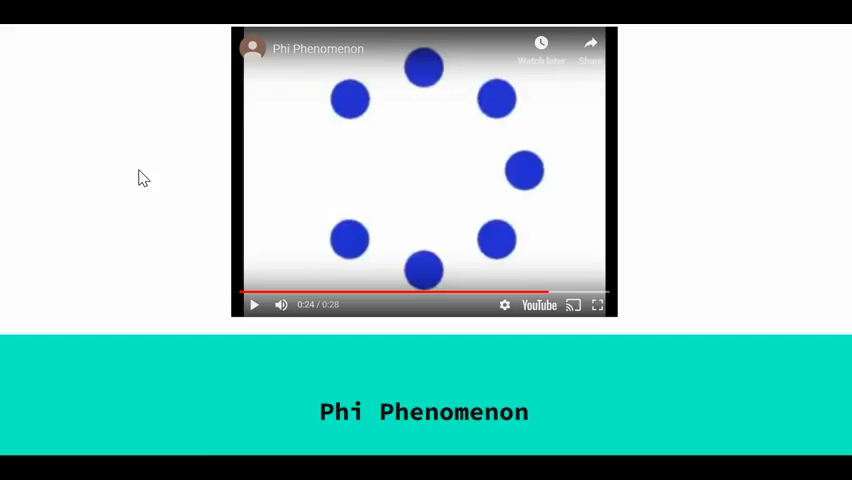 Phi Phenomenon
Watch later
Share
0:24 / 0:28
YouTube
Phi Phenomenon